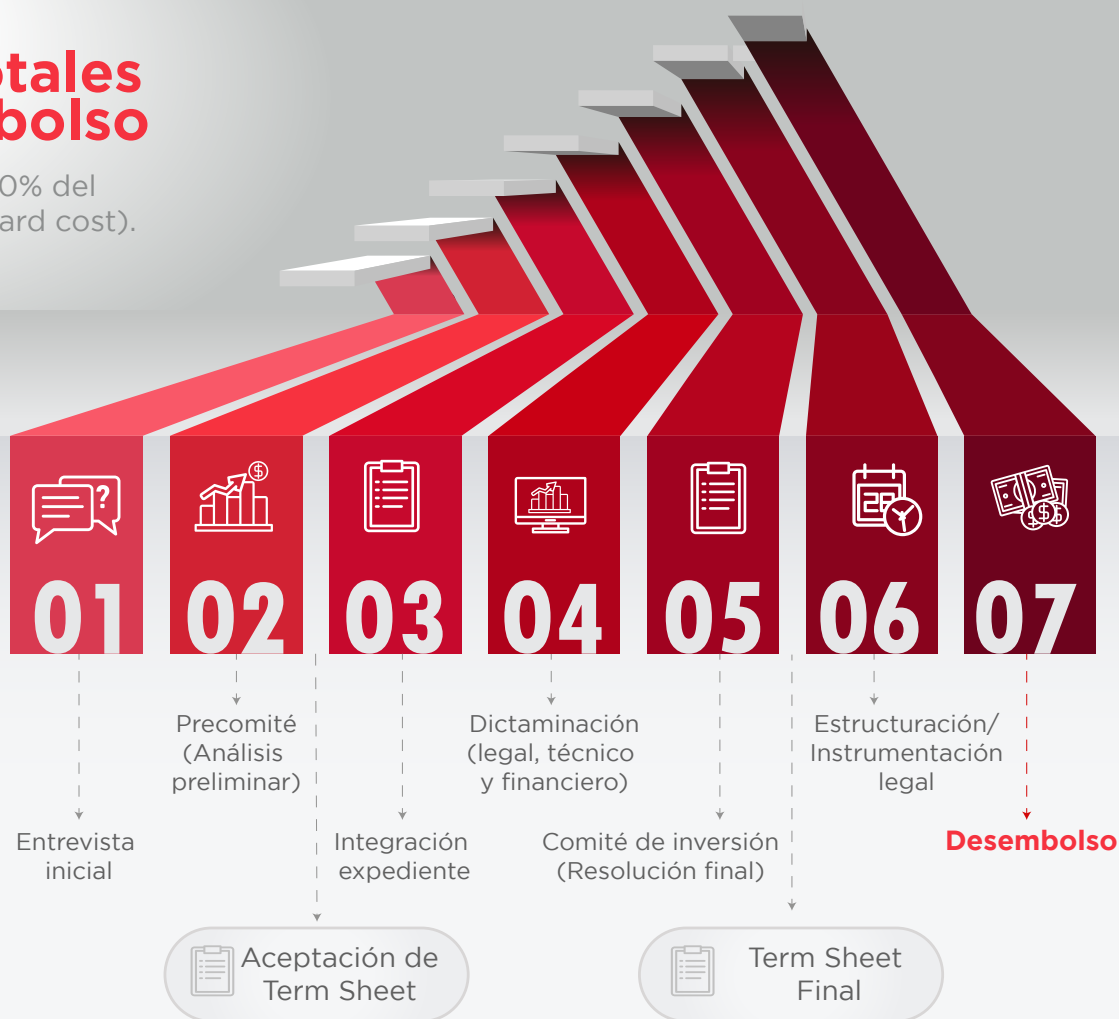 otales
bolso
0% del
ard cost).
28
01
02
03
04
05
06
07
Entrevista
inicial
Precomité
(Análisis
preliminar)
Aceptación de
Term Sheet
Integración
expediente
Dictaminación
(legal, técnico
y financiero)
Comité de inversión
(Resolución final)
Term Sheet
Final
Estructuración/
Instrumentación
legal
Desembolso